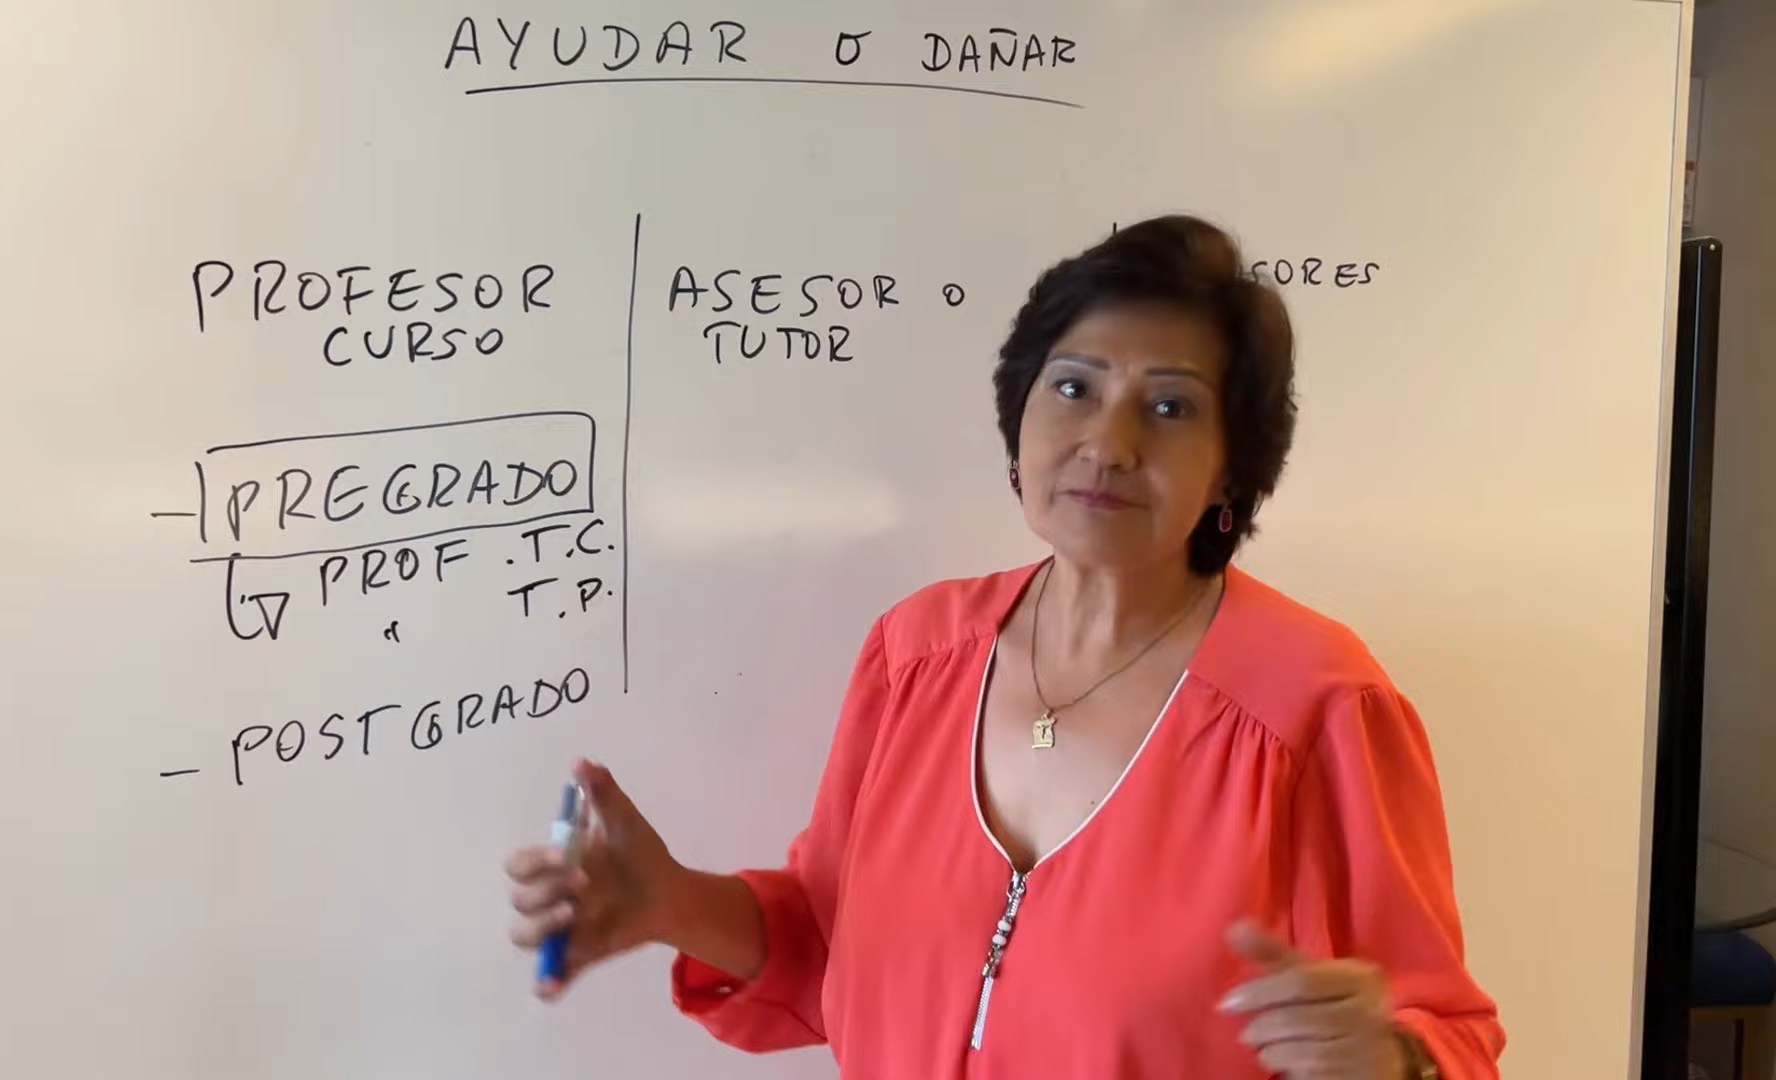 AYUDAR O DAÑAR
PROFESOR
CURSO
ASESOR O
TUTOR
- PREGRADO
PROF . T.C.
" T.P.
- POSTGRADO